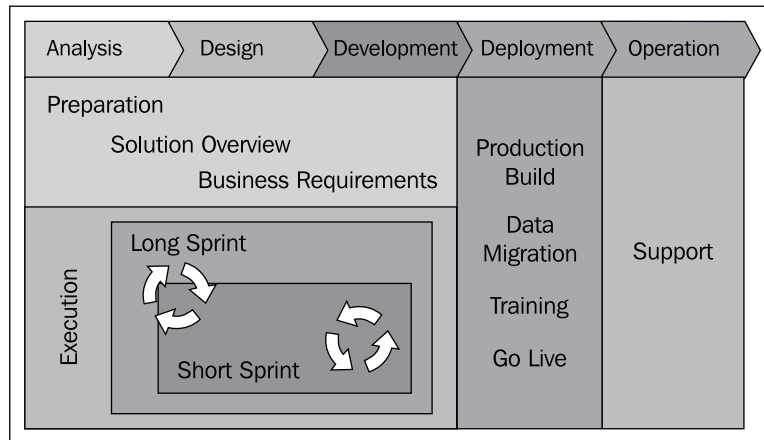 Analysis
Design
Development
Deployment
Operation
Preparation
Solution Overview
Business Requirements
Execution
Long Sprint
Short Sprint
Production
Build
Data
Migration
Training
Go Live
Support